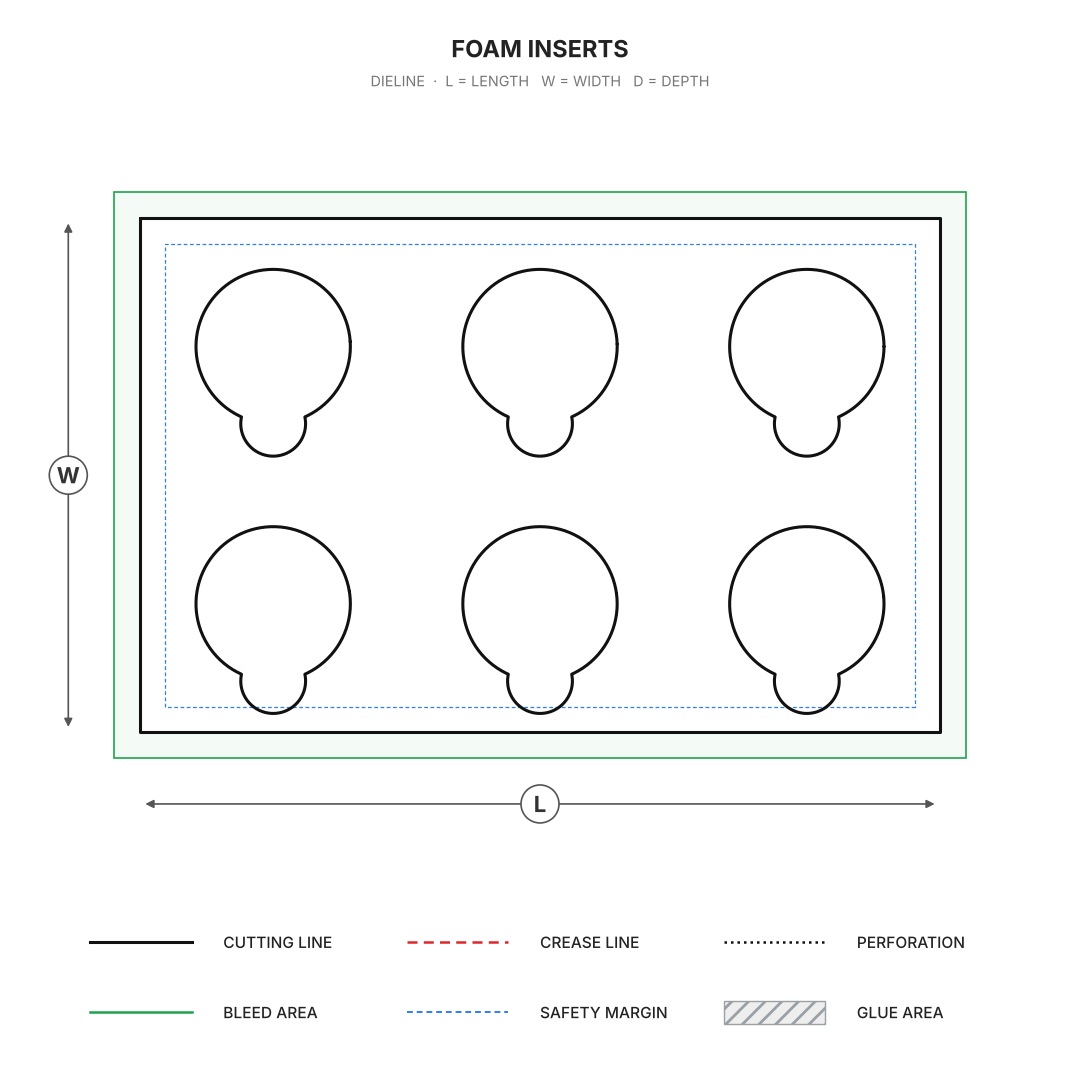 FOAM INSERTS
DIELINE · L = LENGTH W = WIDTH D = DEPTH
W
L
CUTTING LINE
CREASE LINE
PERFORATION
BLEED AREA
SAFETY MARGIN
GLUE AREA